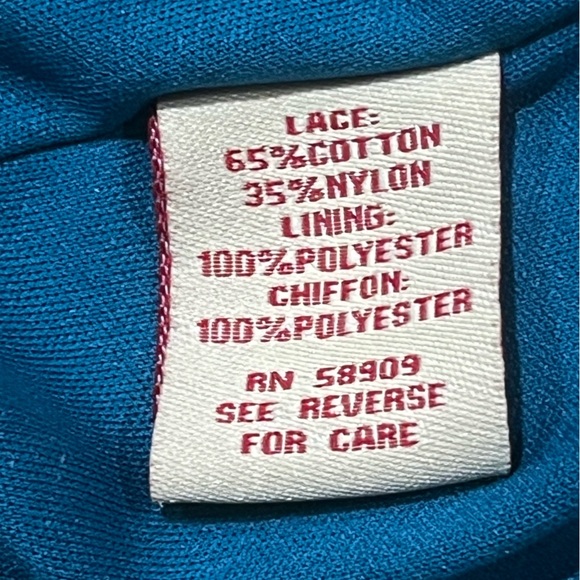 LACE:
65%COTTON
35%NYLON
LINING:
100%POLYESTER
CHIFFON:
100%POLYESTER
RN 58909
SEE REVERSE
FOR CARE